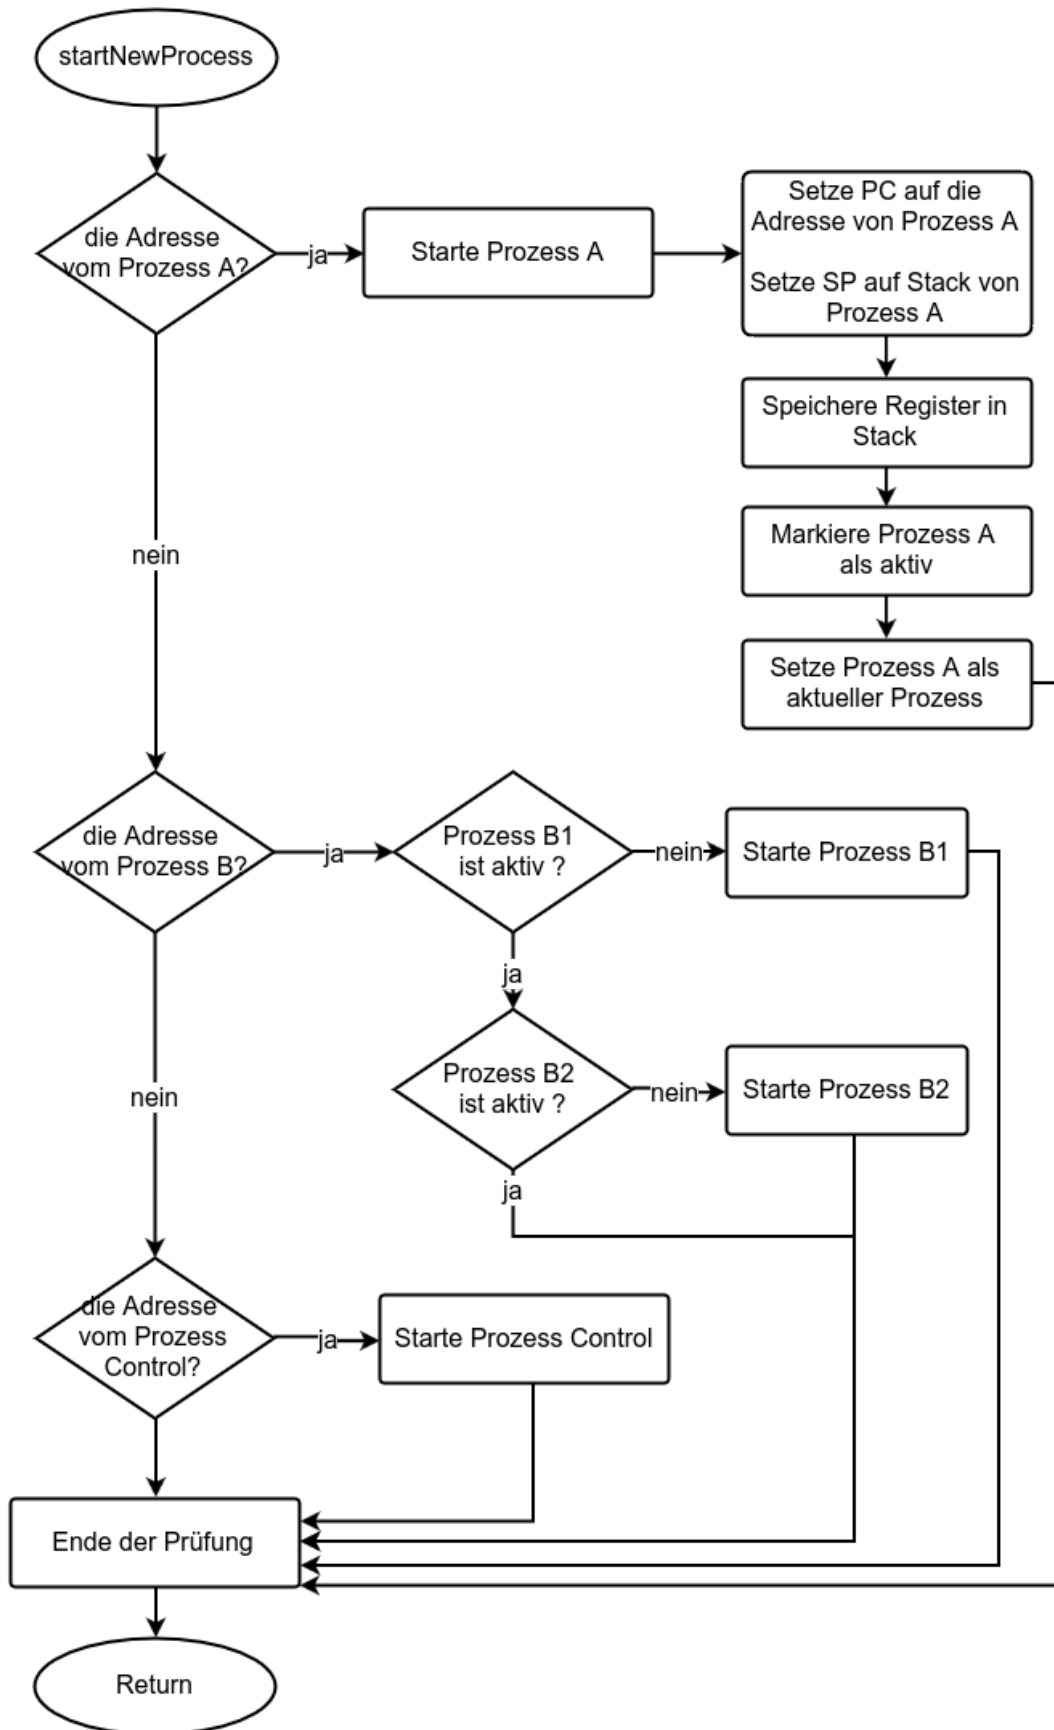 startNewProcess
die Adresse
vom Prozess A?
ja
Starte Prozess A
Setze PC auf die
Adresse von Prozess A
Setze SP auf Stack von
Prozess A
Speichere Register in
Stack
Markiere Prozess A
als aktiv
Setze Prozess A als
aktueller Prozess
nein
die Adresse
vom Prozess B?
ja
Prozess B1
ist aktiv ?
nein
Starte Prozess B1
ja
Prozess B2
ist aktiv ?
nein
Starte Prozess B2
ja
nein
die Adresse
vom Prozess
Control?
ja
Starte Prozess Control
Ende der Prüfung
Return